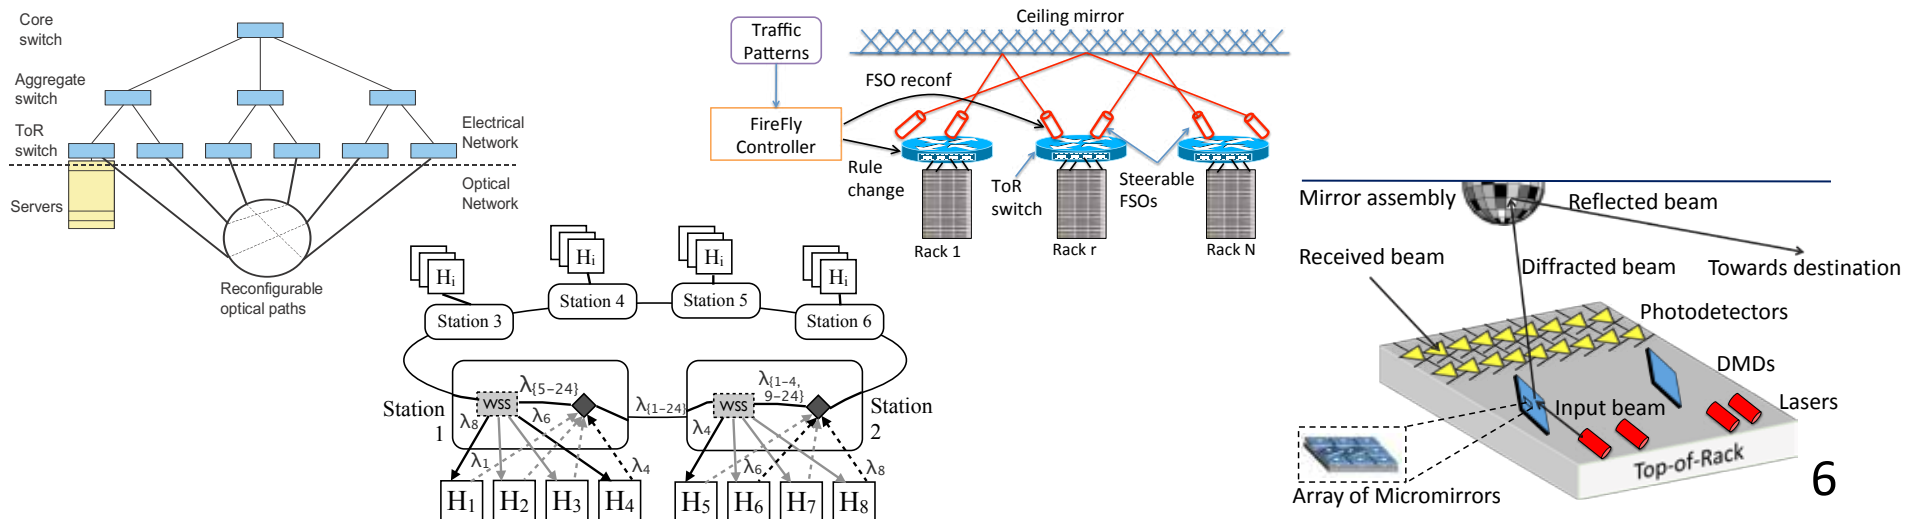 Core
switch
Aggregate
switch
ToR
switch
Electrical
Network
Optical
Network
Servers
Reconfigurable
optical paths
Traffic
Patterns
Ceiling mirror
FSO reconf
FireFly
Controller
Rule
change
ToR
switch
Steerable
FSOs
Rack 1
Rack r
Rack N
Hi
Hi
Hi
Hi
Station 3
Station 4
Station 5
Station 6
Station
1
WSS
λ{5-24}
λ8
λ6
λ1
λ4
λ{1-24}
WSS
λ{1-4,
9-24}
Station
2
λ4
λ6
λ8
H1
H2
H3
H4
H5
H6
H7
H8
Mirror assembly
Reflected beam
Received beam
Diffracted beam
Towards destination
Photodetectors
DMDs
Lasers
Input beam
Top-of-Rack
Array of Micromirrors
6